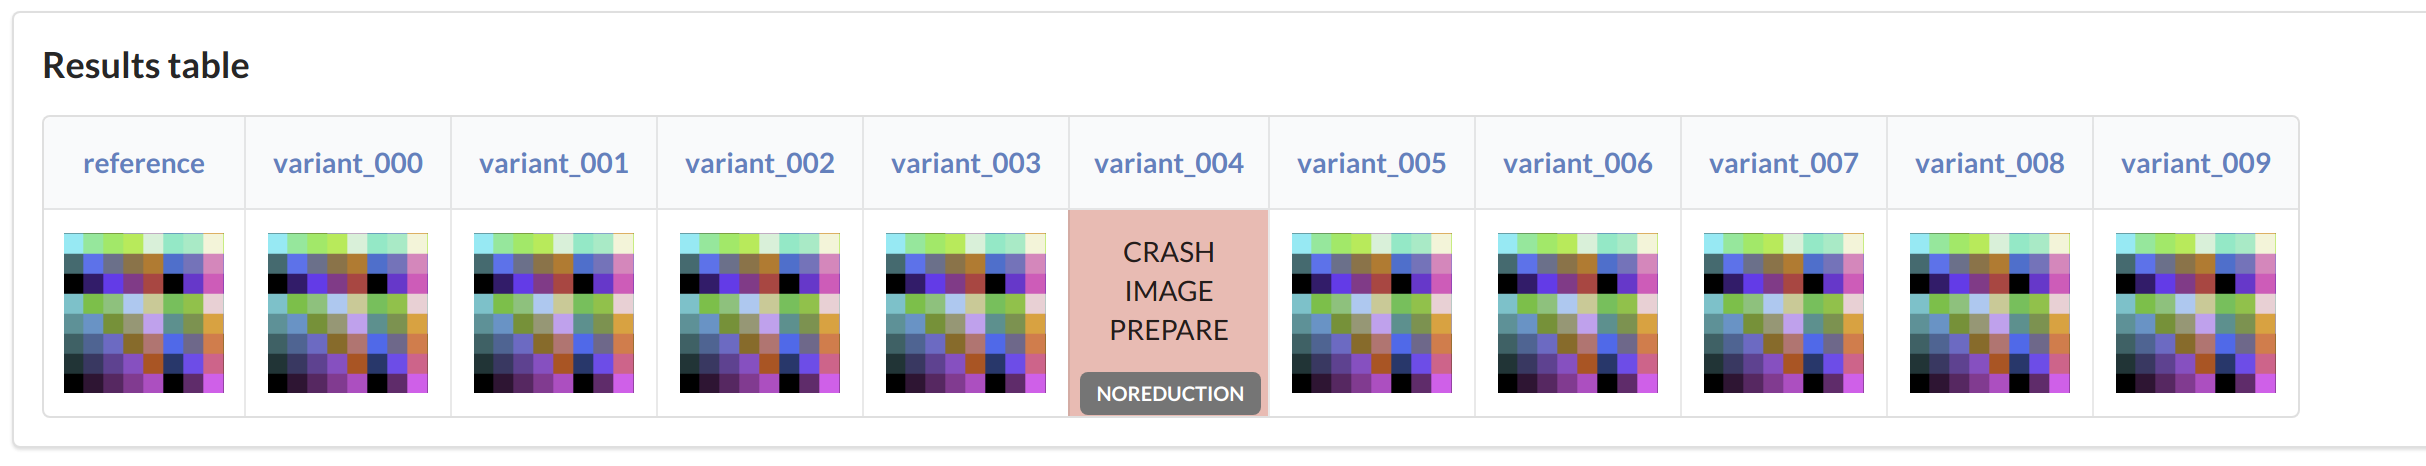 Results table
reference variant_000 variant_001 variant_002 variant_003 variant_004 variant_005 variant_006 variant_007 variant_008 variant_009
CRASH
IMAGE
PREPARE
NOREDUCTION